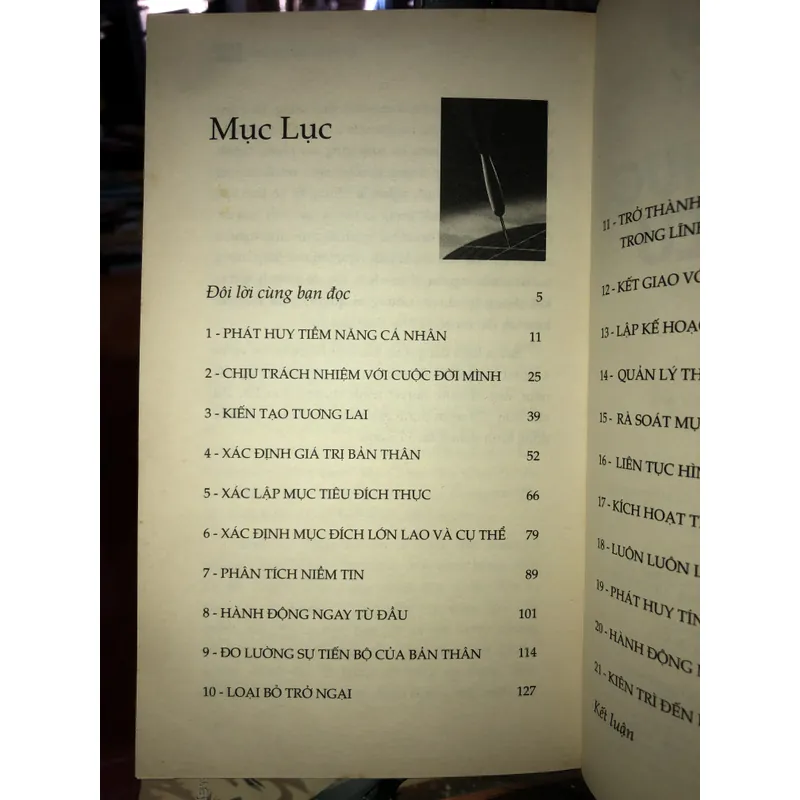 Mục Lục
Đôi lời cùng bạn đọc 5
1 - PHÁT HUY TIỀM NĂNG CÁ NHÂN 11
2 - CHỊU TRÁCH NHIỆM VỚI CUỘC ĐỜI MÌNH 25
3 - KIẾN TẠO TƯƠNG LAI 39
4 - XÁC ĐỊNH GIÁ TRỊ BẢN THÂN 52
5 - XÁC LẬP MỤC TIÊU ĐÍCH THỰC 66
6 - XÁC ĐỊNH MỤC ĐÍCH LỚN LAO VÀ CỤ THỂ 79
7 - PHÂN TÍCH NIỀM TIN 89
8 - HÀNH ĐỘNG NGAY TỪ ĐẦU 101
9 - ĐO LƯỜNG SỰ TIẾN BỘ CỦA BẢN THÂN 114
10 - LOẠI BỎ TRỞ NGẠI 127
11 - TRỞ THÀNH
TRONG LĨNH
12 - KẾT GIAO
13 - LẬP KẾ
14 - QUẢN LÝ
15 - RÀ SOÁT
16 - LIÊN TỤC
17 - KÍCH HOẠT
18 - LUÔN LUÔN
19 - PHÁT HUY
20 - HÀNH ĐỘNG
21 - KIÊN TRÌ ĐẾN
Kết luận